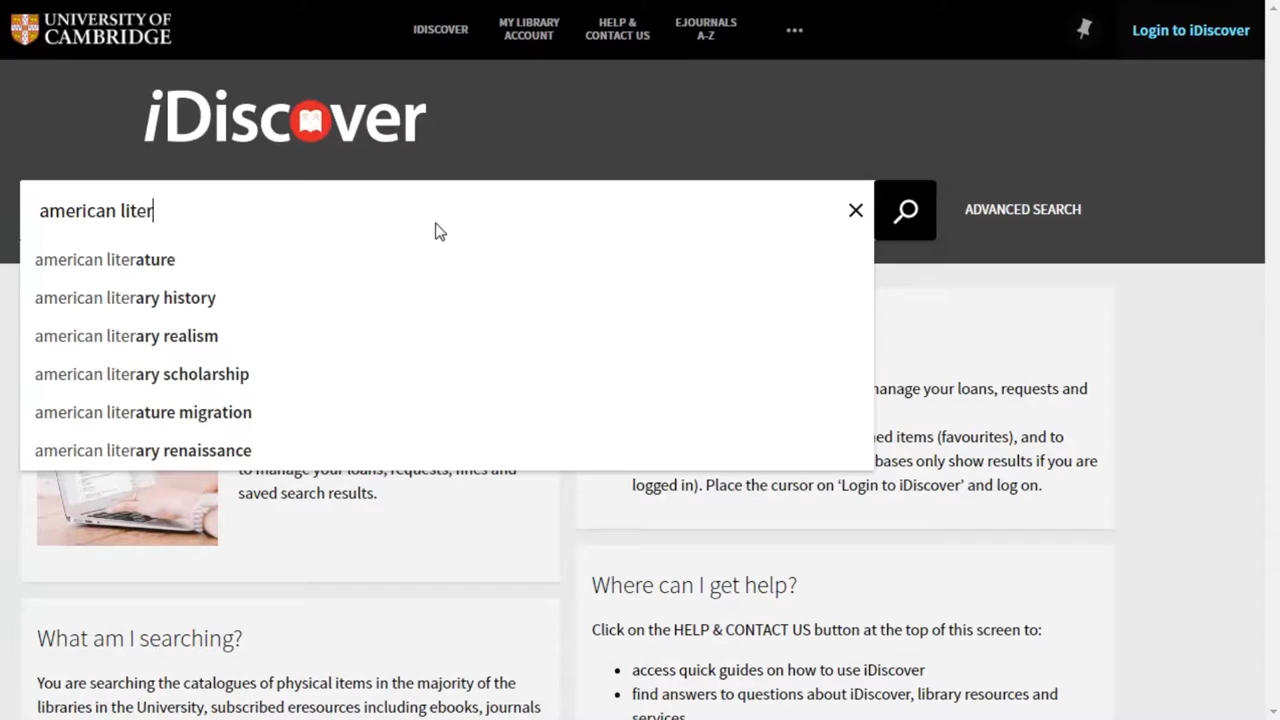 UNIVERSITY OF
CAMBRIDGE
IDISCOVER
MY LIBRARY
ACCOUNT
HELP &
CONTACT US
EJOURNALS
A-Z
•••
Login to iDiscover
iDiscover
american liter
ADVANCED SEARCH
american literature
american literary history
american literary realism
american literary scholarship
american literature migration
american literary renaissance
to manage your loans, requests, fines and
saved search results.
manage your loans, requests and
items (favourites), and to
only show results if you are
logged in). Place the cursor on ‘Login to iDiscover’ and log on.
What am I searching?
You are searching the catalogues of physical items in the majority of the
libraries in the University, subscribed eresources including ebooks, journals
Where can I get help?
Click on the HELP & CONTACT US button at the top of this screen to:
• access quick guides on how to use iDiscover
• find answers to questions about iDiscover, library resources and
services.